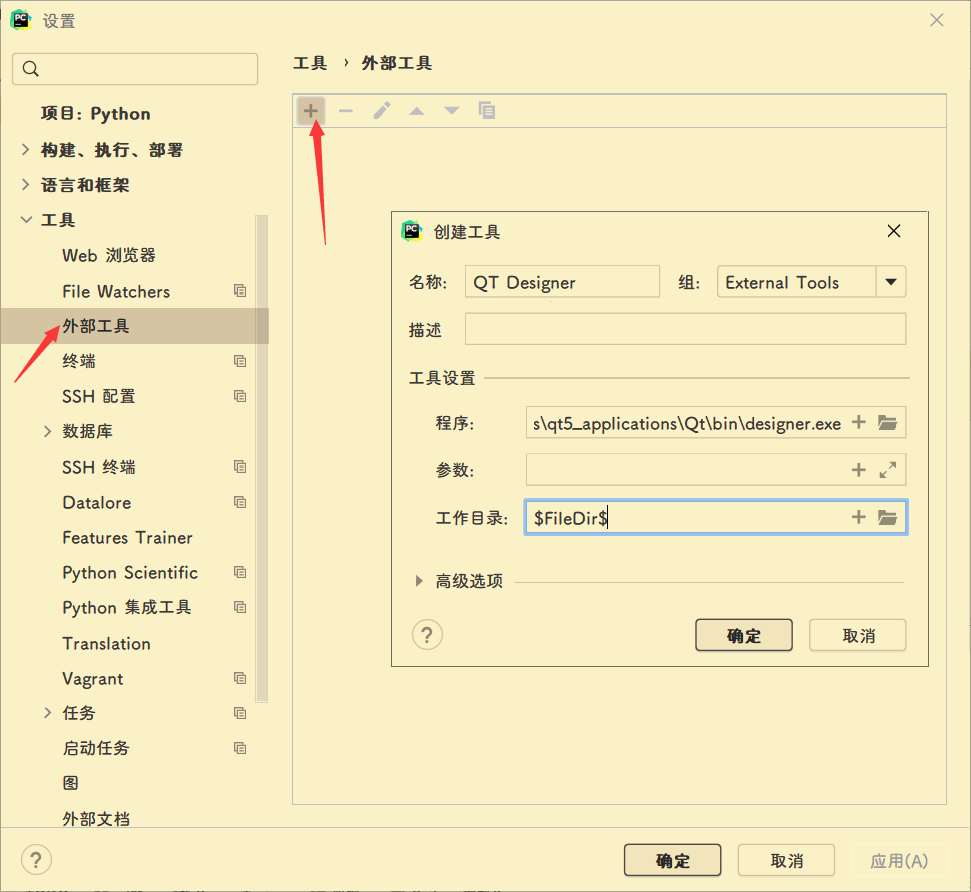 设置
工具 › 外部工具
项目: Python
构建、执行、部署
语言和框架
工具
Web 浏览器
File Watchers
外部工具
终端
SSH 配置
数据库
SSH 终端
Datalore
Features Trainer
Python Scientific
Python 集成工具
Translation
Vagrant
任务
启动任务
图
外部文档
创建工具
名称: QT Designer 组: External Tools
描述
工具设置
程序: s\qt5_applications\Qt\bin\designer.exe
参数:
工作目录: $FileDir$
高级选项
? 确定 取消
? 确定 取消 应用(A)